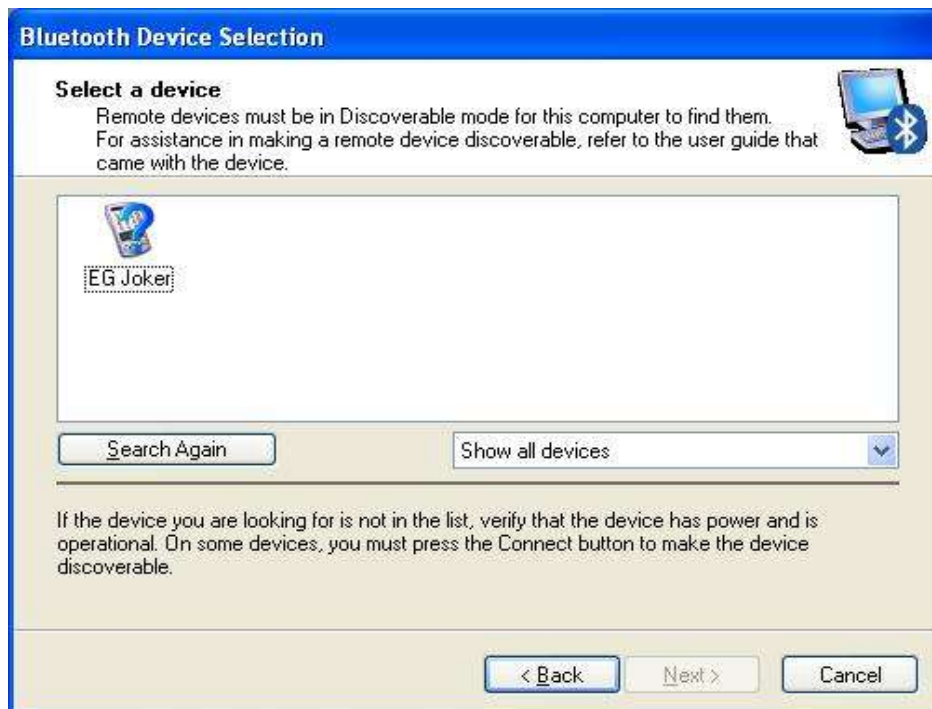 Bluetooth Device Selection
Select a device
Remote devices must be in Discoverable mode for this computer to find them.
For assistance in making a remote device discoverable, refer to the user guide that
came with the device.
EG Joker
Search Again
Show all devices
If the device you are looking for is not in the list, verify that the device has power and is
operational. On some devices, you must press the Connect button to make the device
discoverable.
< Back
Next >
Cancel